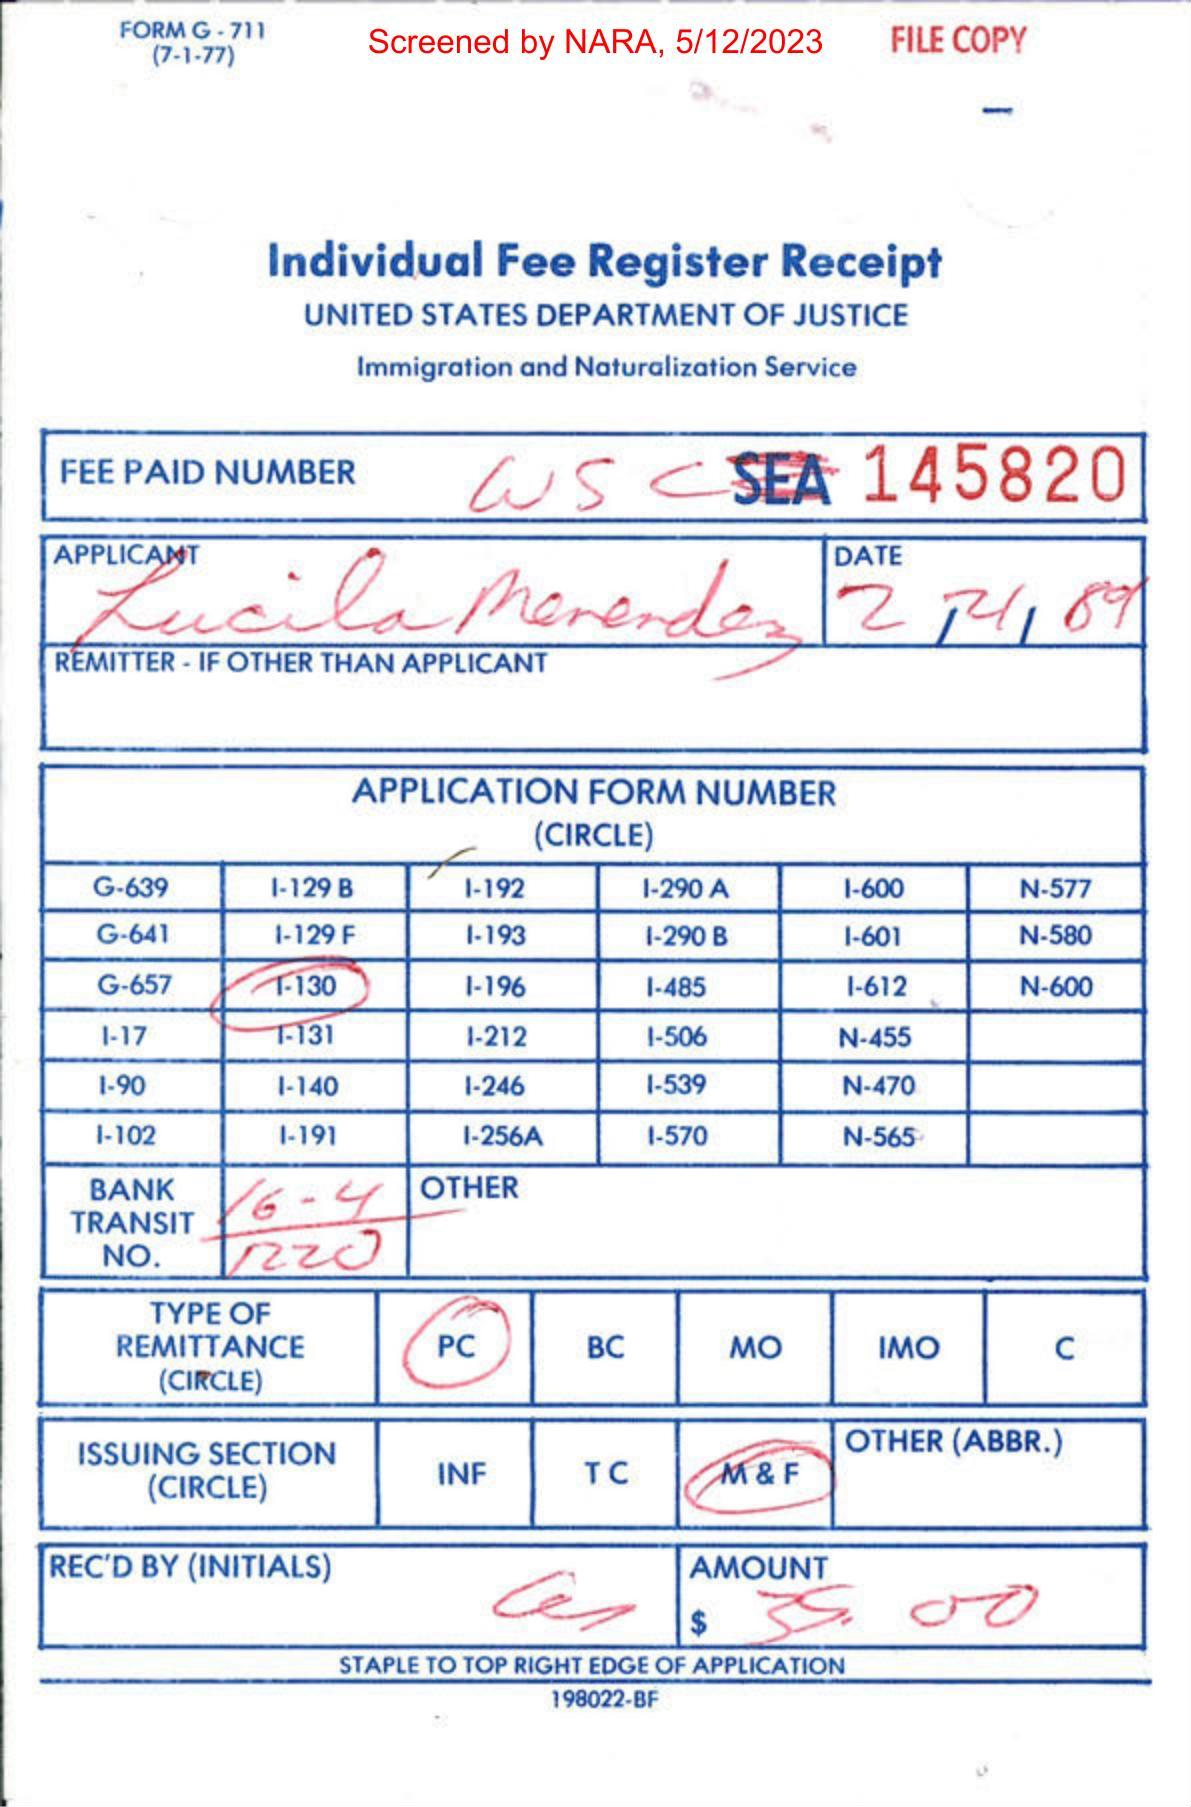 FORM G - 711
(7-1-77)
Screened by NARA, 5/12/2023
FILE COPY
Individual Fee Register Receipt
UNITED STATES DEPARTMENT OF JUSTICE
Immigration and Naturalization Service
FEE PAID NUMBER WSC SEA 145820
APPLICANT DATE
Lucila Menendez 2, 21, 89
REMITTER - IF OTHER THAN APPLICANT
APPLICATION FORM NUMBER
(CIRCLE)
G-639 I-129 B I-192 I-290 A I-600 N-577
G-641 I-129 F I-193 I-290 B I-601 N-580
G-657 I-130 I-196 I-485 I-612 N-600
I-17 I-131 I-212 I-506 N-455
I-90 I-140 I-246 I-539 N-470
I-102 I-191 I-256A I-570 N-565
BANK TRANSIT NO. 16-4 1220 OTHER
TYPE OF REMITTANCE (CIRCLE) PC BC MO IMO C
ISSUING SECTION (CIRCLE) INF T C M & F OTHER (ABBR.)
REC'D BY (INITIALS) AMOUNT
$ 35.00
STAPLE TO TOP RIGHT EDGE OF APPLICATION
198022-BF